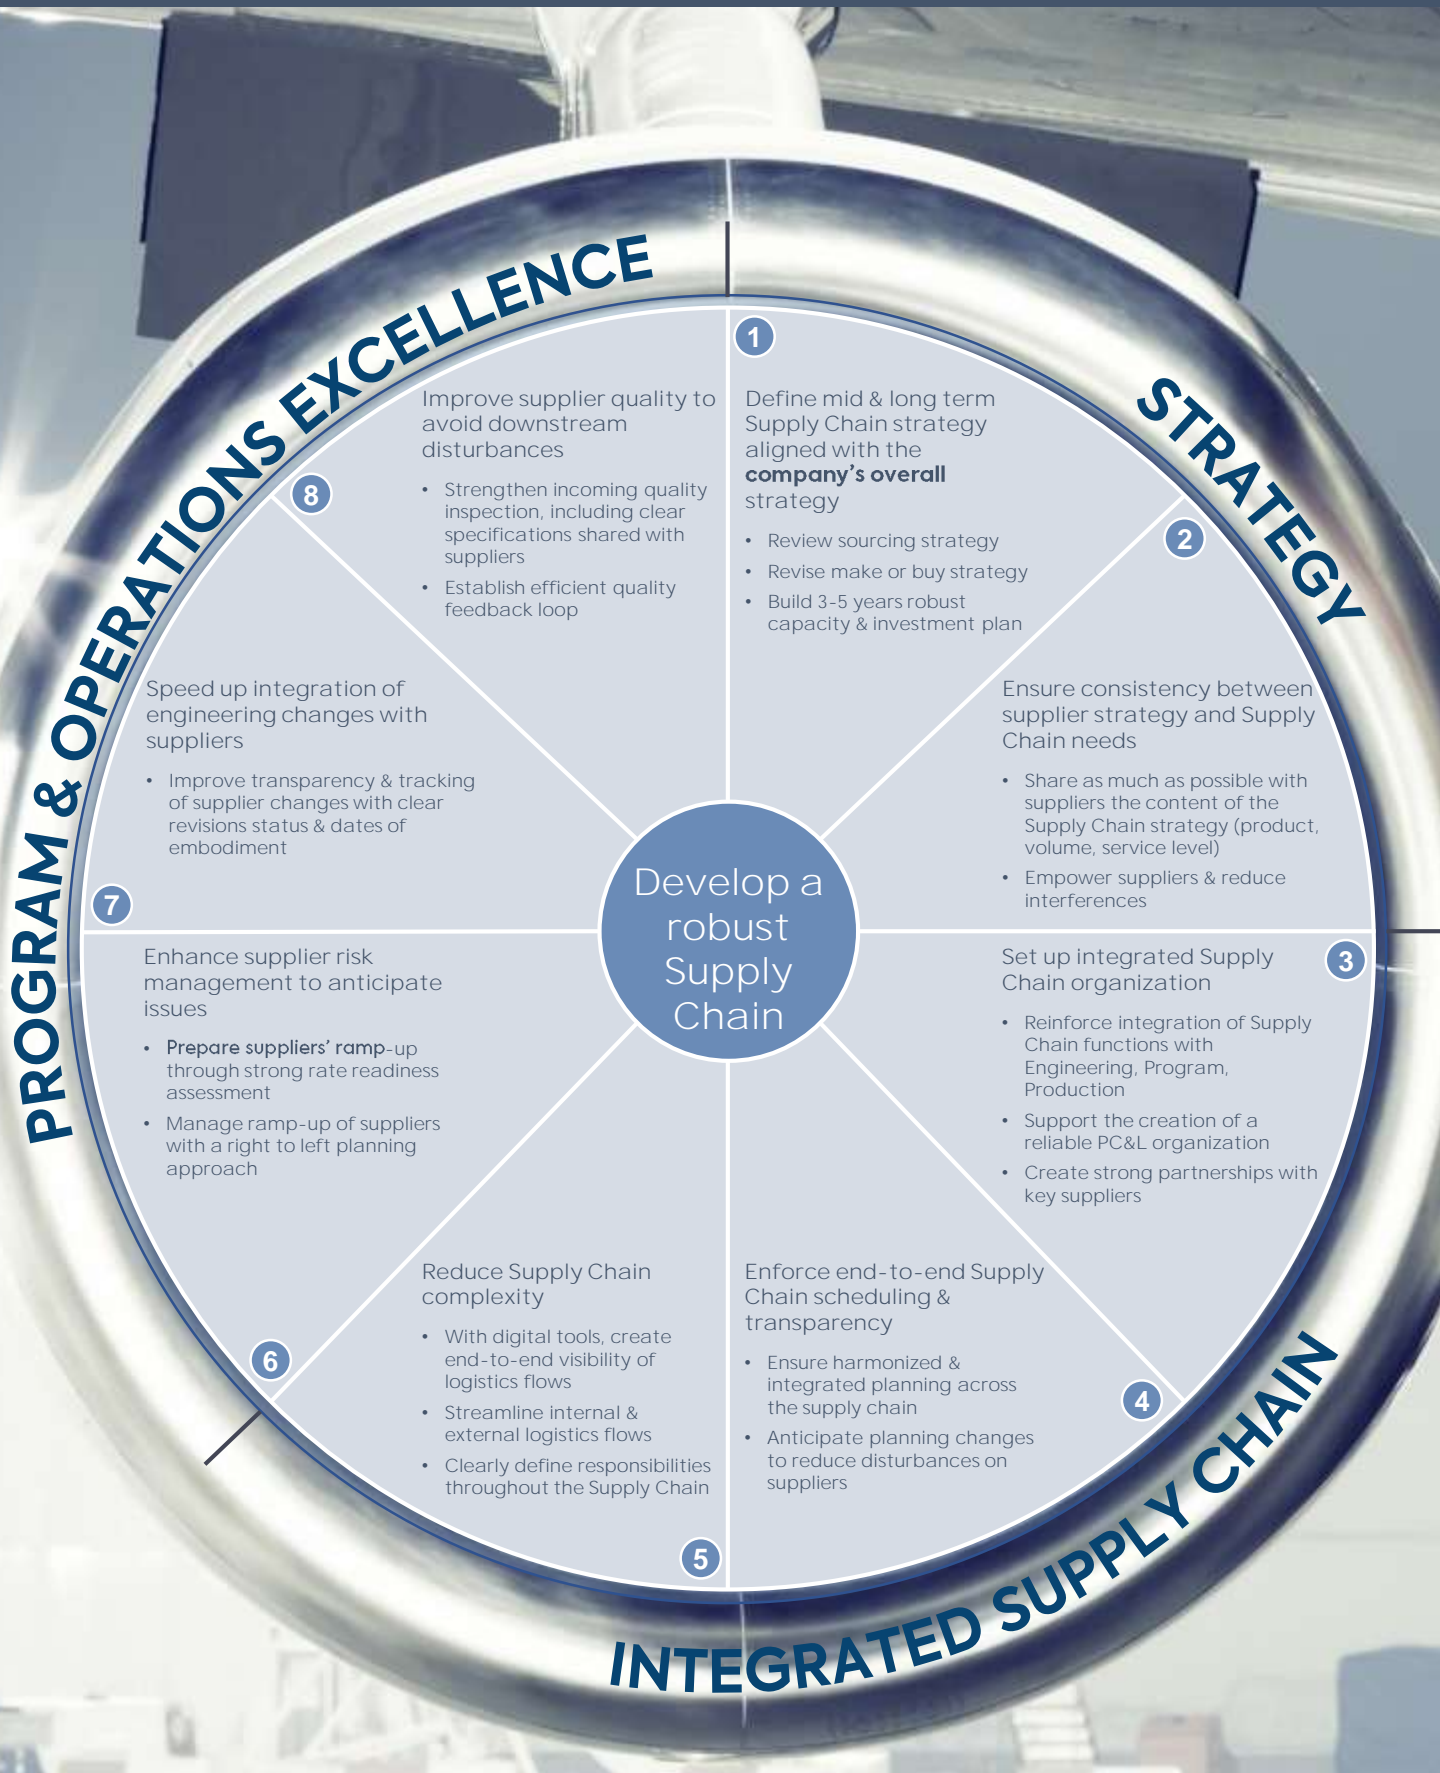 PROGRAM & OPERATIONS EXCELLENCE
STRATEGY
INTEGRATED SUPPLY CHAIN
Develop a
robust
Supply
Chain
1
Define mid & long term
Supply Chain strategy
aligned with the
company's overall
strategy
• Review sourcing strategy
• Revise make or buy strategy
• Build 3-5 years robust
capacity & investment plan
2
Ensure consistency between
supplier strategy and Supply
Chain needs
• Share as much as possible with
suppliers the content of the
Supply Chain strategy (product,
volume, service level)
• Empower suppliers & reduce
interferences
3
Set up integrated Supply
Chain organization
• Reinforce integration of Supply
Chain functions with
Engineering, Program,
Production
• Support the creation of a
reliable PC&L organization
• Create strong partnerships with
key suppliers
4
Enforce end-to-end Supply
Chain scheduling &
transparency
• Ensure harmonized &
integrated planning across
the supply chain
• Anticipate planning changes
to reduce disturbances on
suppliers
5
Reduce Supply Chain
complexity
• With digital tools, create
end-to-end visibility of
logistics flows
• Streamline internal &
external logistics flows
• Clearly define responsibilities
throughout the Supply Chain
6
Enhance supplier risk
management to anticipate
issues
• Prepare suppliers' ramp-up
through strong rate readiness
assessment
• Manage ramp-up of suppliers
with a right to left planning
approach
7
Speed up integration of
engineering changes with
suppliers
• Improve transparency & tracking
of supplier changes with clear
revisions status & dates of
embodiment
8
Improve supplier quality to
avoid downstream
disturbances
• Strengthen incoming quality
inspection, including clear
specifications shared with
suppliers
• Establish efficient quality
feedback loop